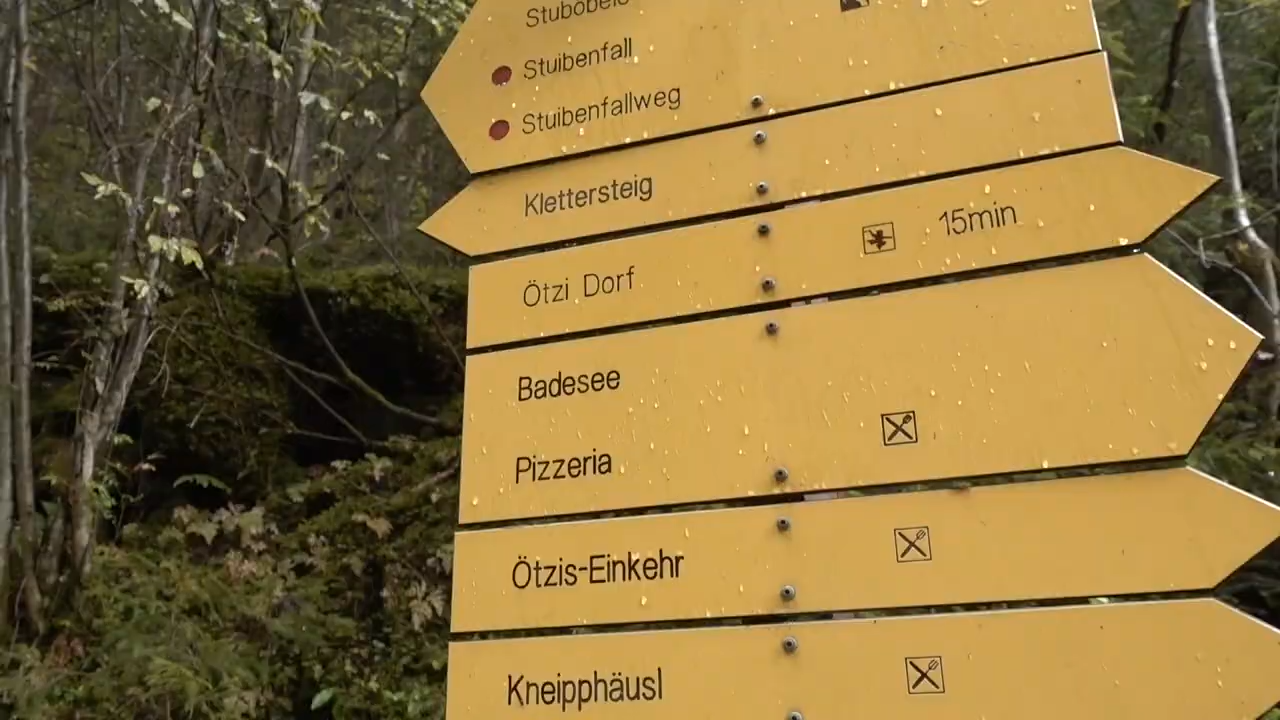 Stuibenfall
Stuibenfallweg
Klettersteig
Ötzi Dorf 15min
Badesee
Pizzeria
Ötzis-Einkehr
Kneipphäusl